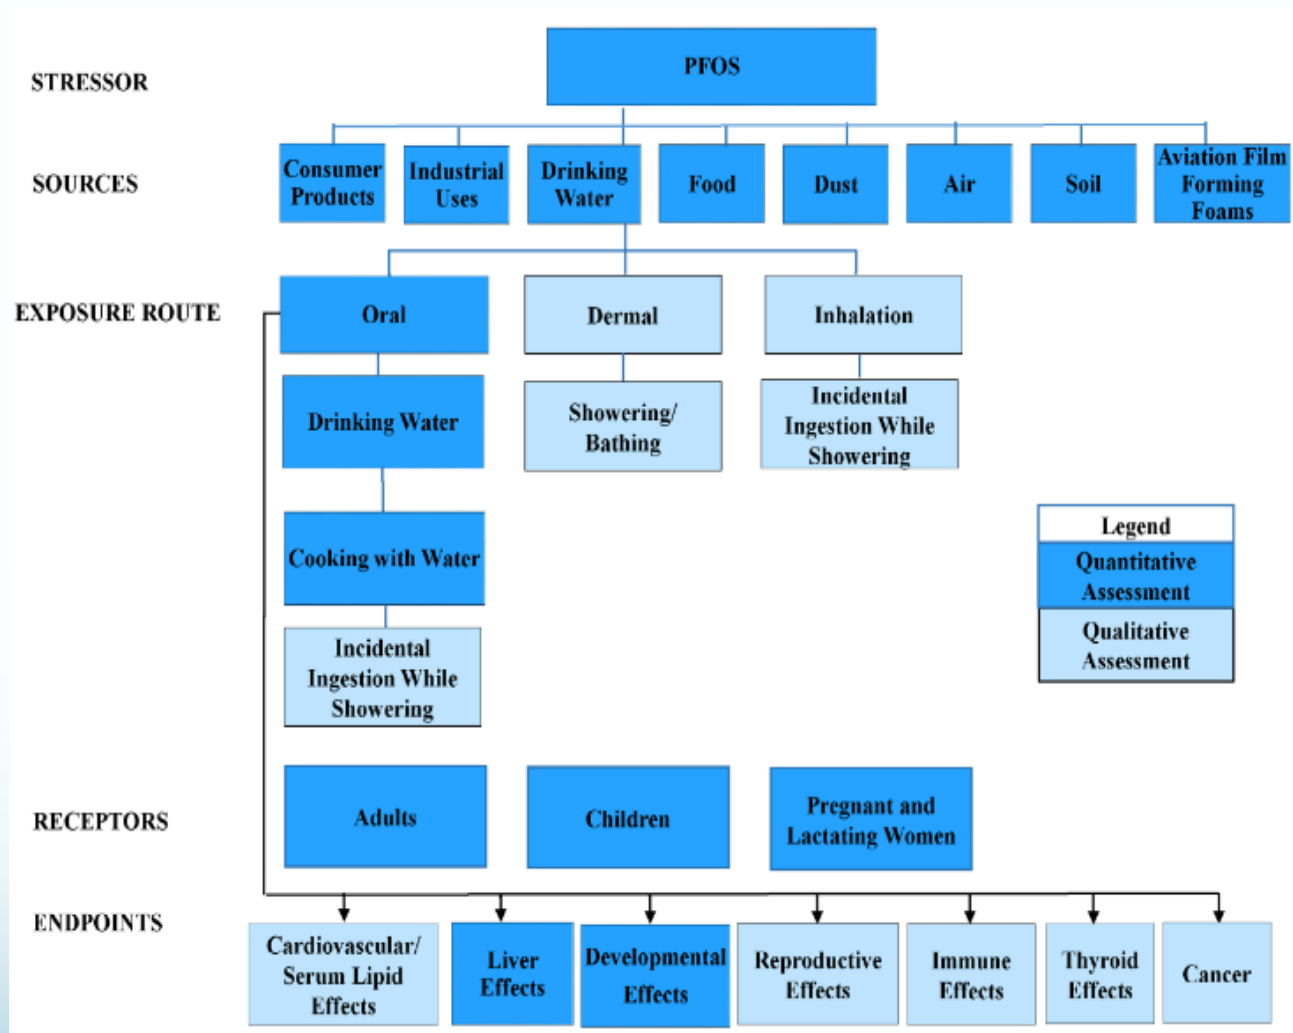 STRESSOR
PFOS
SOURCES
Consumer
Products
Industrial
Uses
Drinking
Water
Food
Dust
Air
Soil
Aviation Film
Forming
Foams
EXPOSURE ROUTE
Oral
Dermal
Inhalation
Drinking Water
Showering/
Bathing
Incidental
Ingestion While
Showering
Cooking with Water
Incidental
Ingestion While
Showering
Legend
Quantitative
Assessment
Qualitative
Assessment
RECEPTORS
Adults
Children
Pregnant and
Lactating Women
ENDPOINTS
Cardiovascular/
Serum Lipid
Effects
Liver
Effects
Developmental
Effects
Reproductive
Effects
Immune
Effects
Thyroid
Effects
Cancer